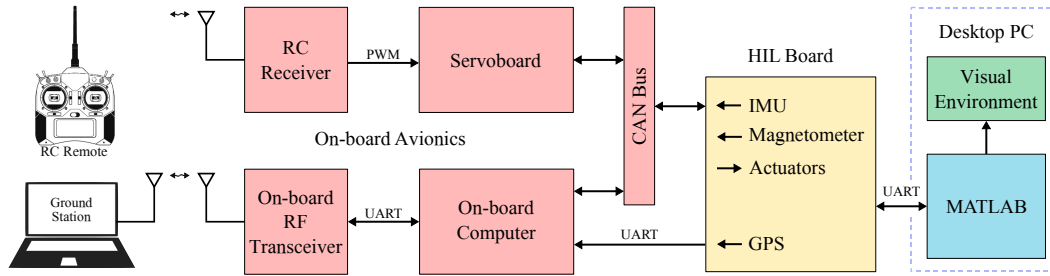 RC Remote
RC
Receiver
PWM
Servoboard
CAN Bus
On-board Avionics
Ground
Station
On-board
RF
Transceiver
UART
On-board
Computer
UART
HIL Board
IMU
Magnetometer
Actuators
GPS
UART
Desktop PC
Visual
Environment
MATLAB